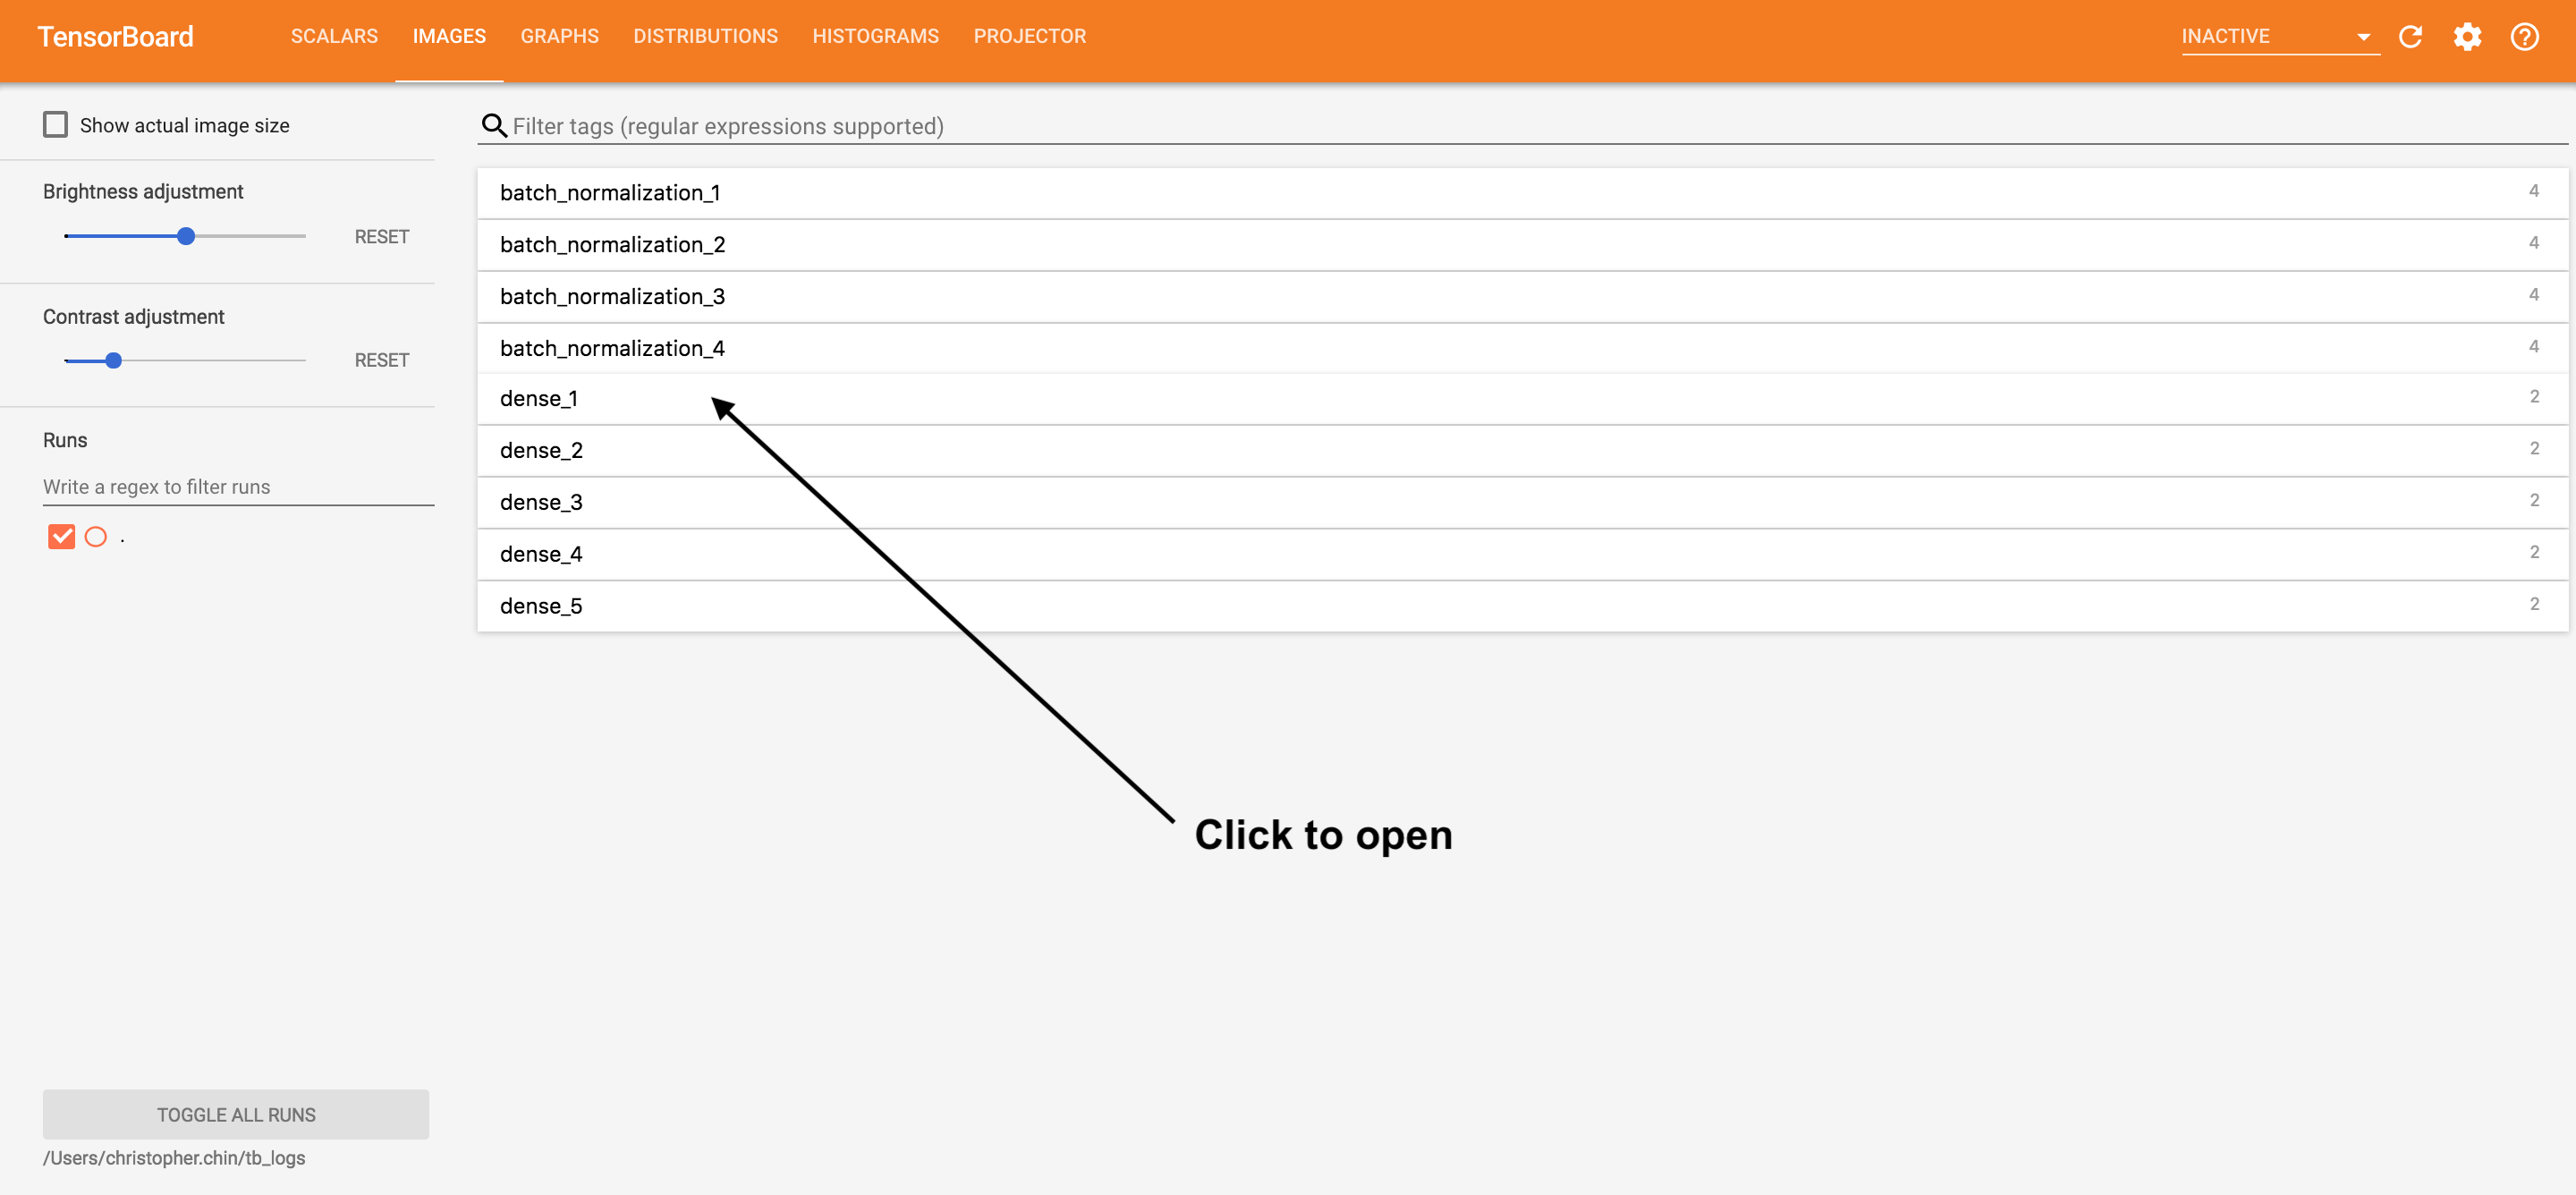 TensorBoard SCALARS IMAGES GRAPHS DISTRIBUTIONS HISTOGRAMS PROJECTOR INACTIVE
Show actual image size
Brightness adjustment
RESET
Contrast adjustment
RESET
Runs
Write a regex to filter runs
.
TOGGLE ALL RUNS
/Users/christopher.chin/tb_logs
Filter tags (regular expressions supported)
batch_normalization_1 4
batch_normalization_2 4
batch_normalization_3 4
batch_normalization_4 4
dense_1 2
dense_2 2
dense_3 2
dense_4 2
dense_5 2
Click to open